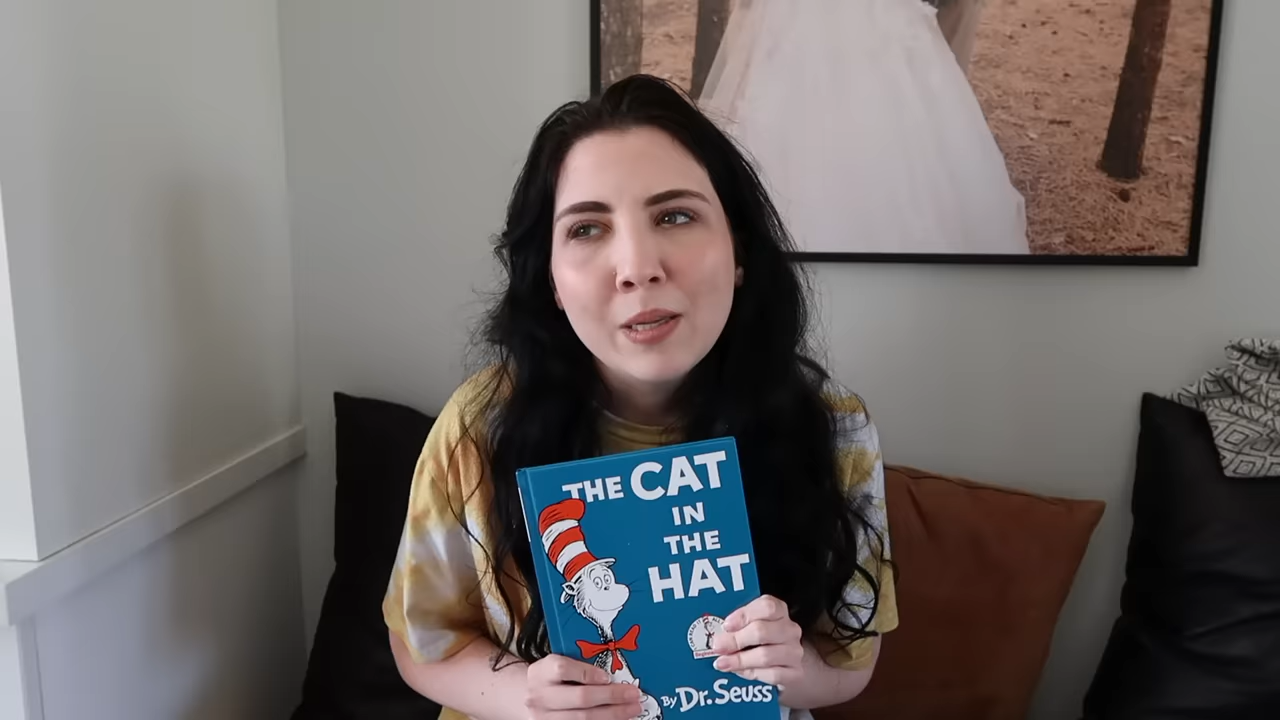 THE CAT
IN
THE
HAT
By Dr. Seuss